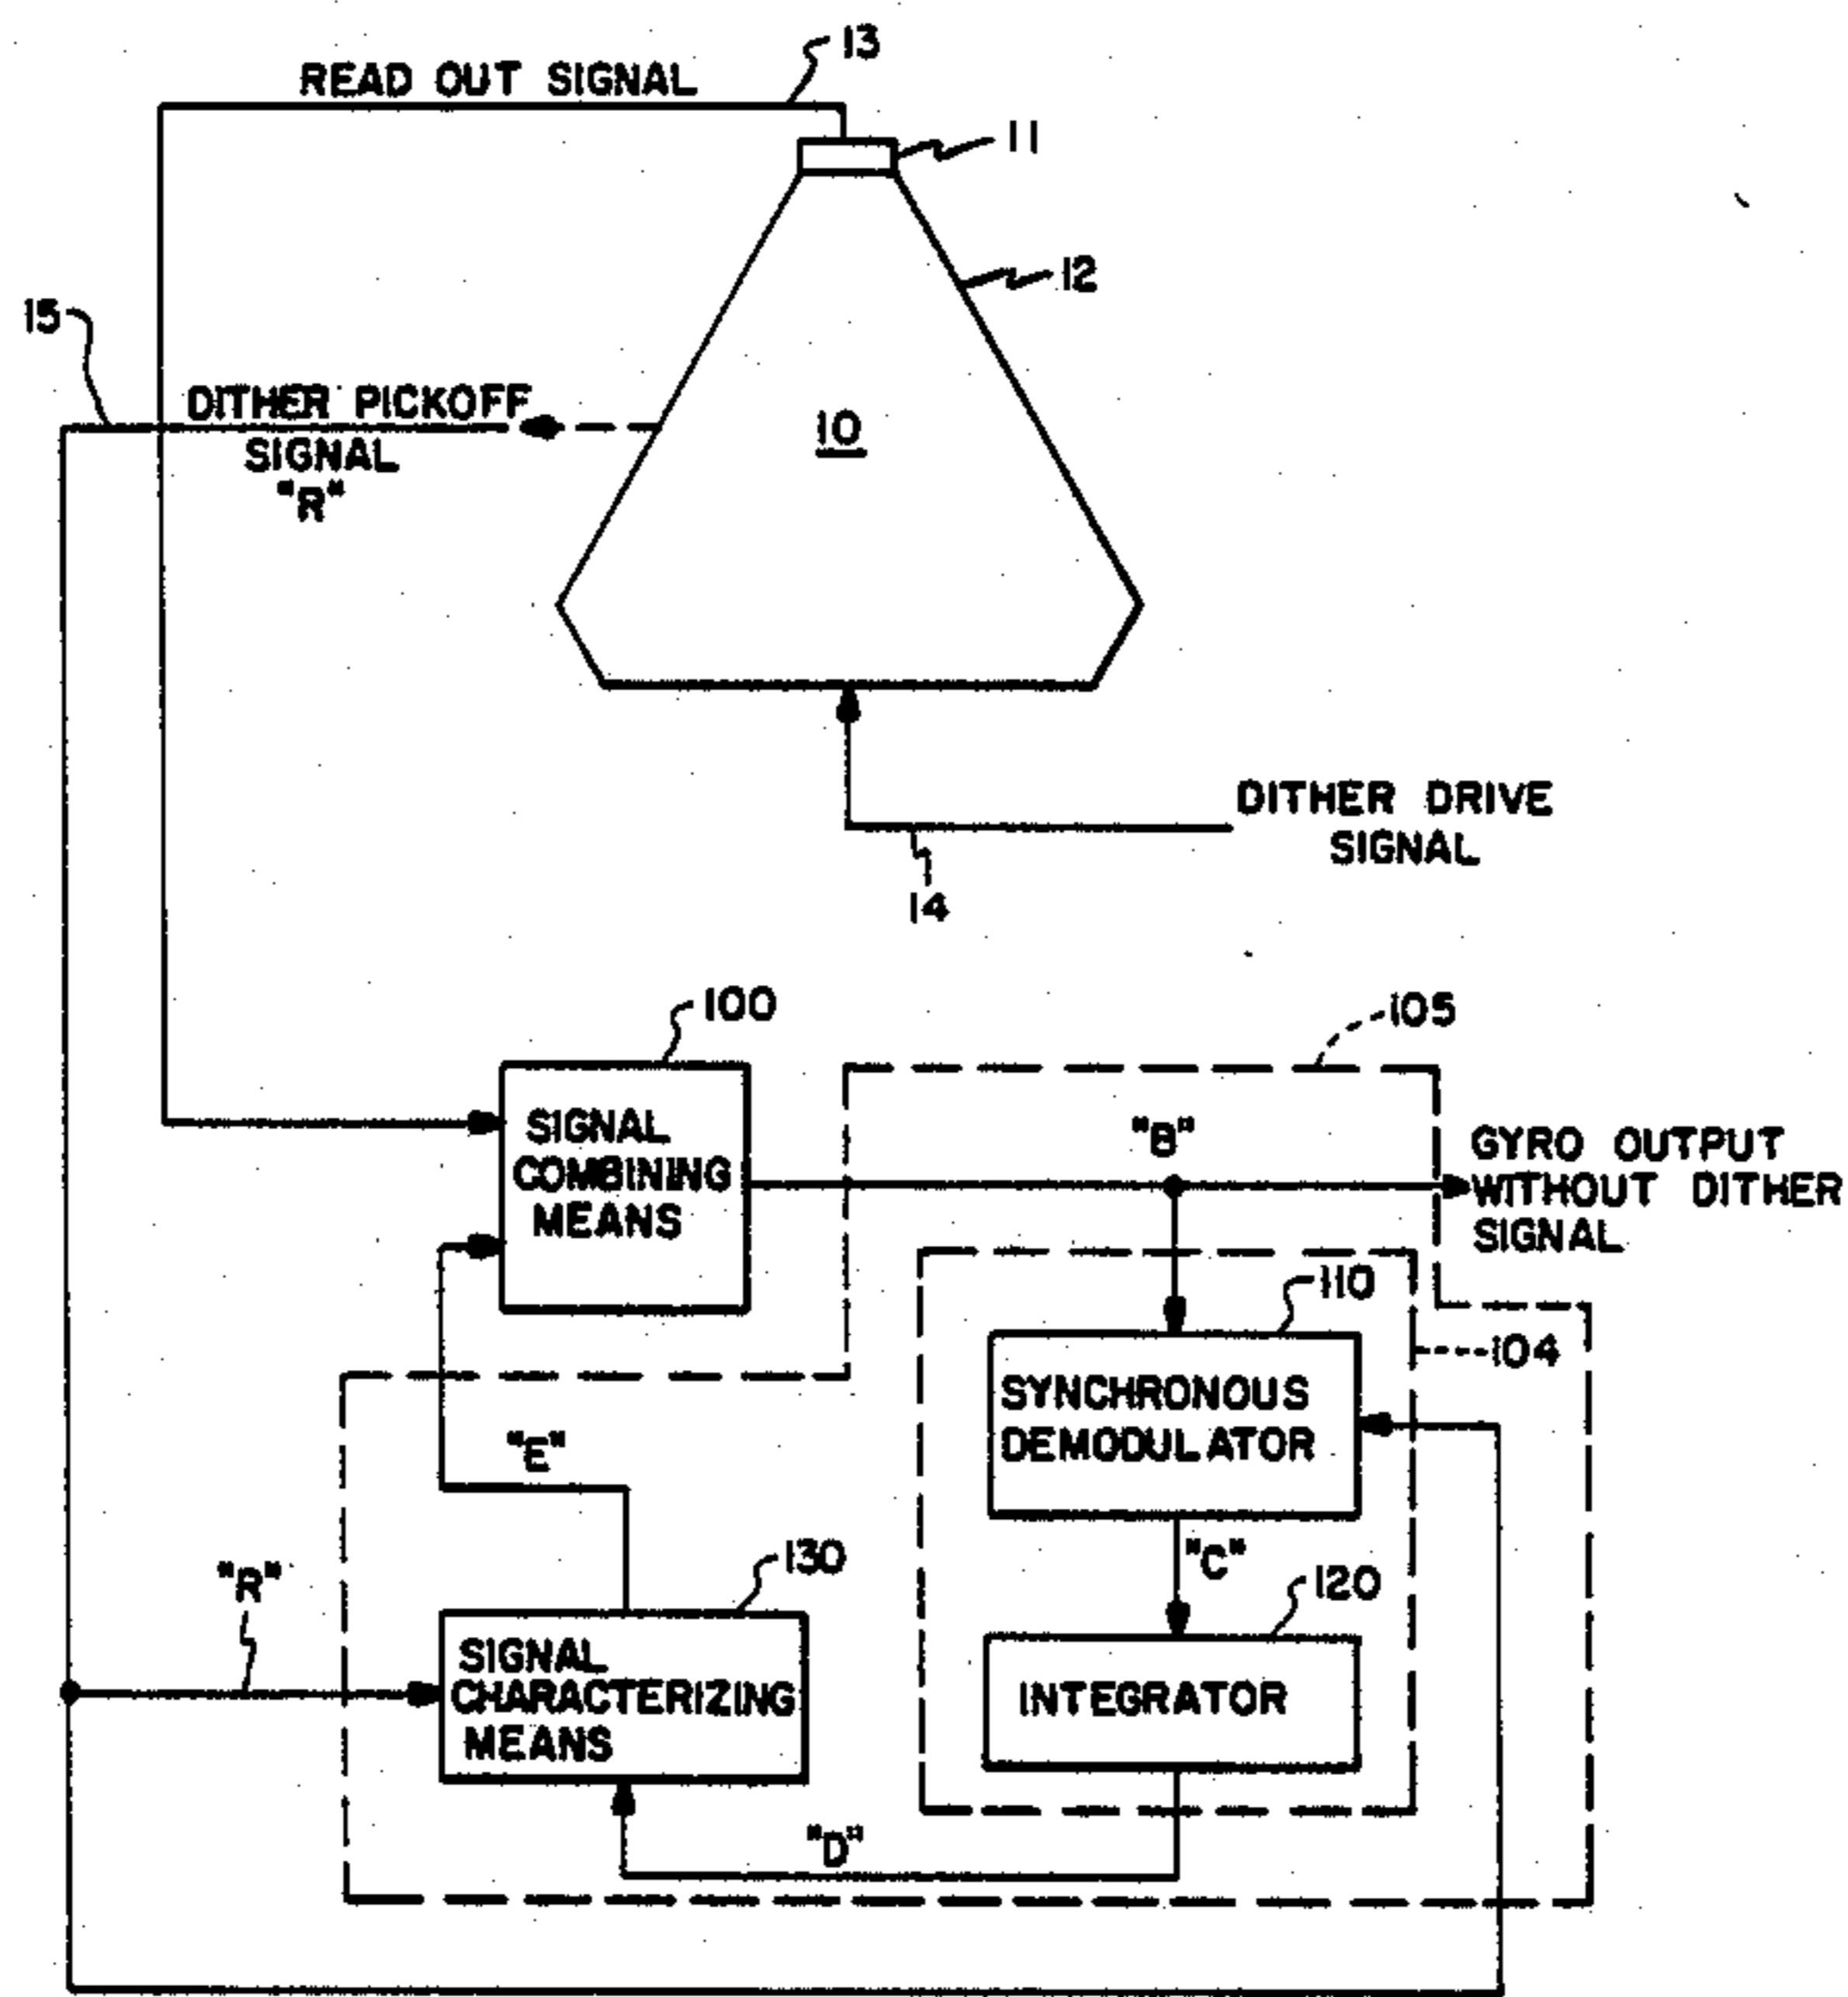 13
READ OUT SIGNAL
11
12
15
DITHER PICKOFF
SIGNAL
"R"
10
DITHER DRIVE
SIGNAL
14
100
105
SIGNAL
COMBINING
MEANS
"B"
GYRO OUTPUT
WITHOUT DITHER
SIGNAL
110
104
SYNCHRONOUS
DEMODULATOR
"E"
"C"
"R"
130
120
SIGNAL
CHARACTERIZING
MEANS
INTEGRATOR
"D"